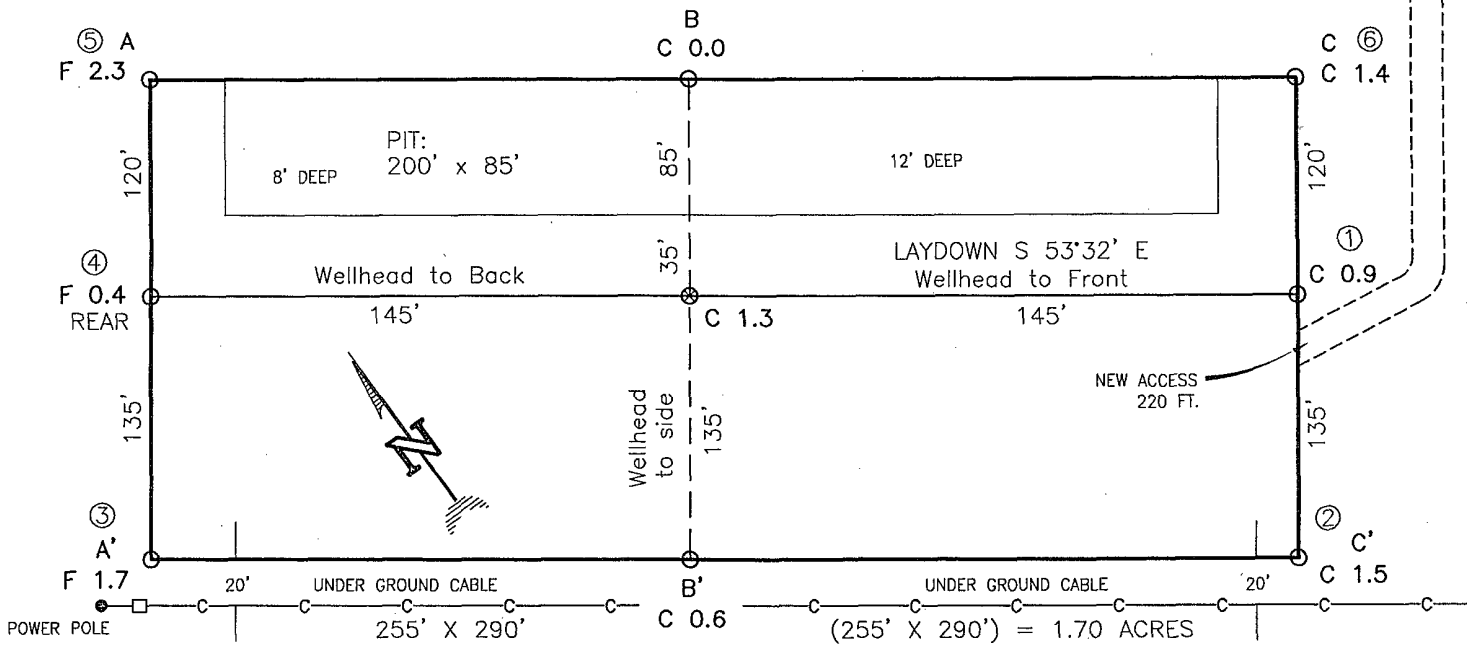 ⑤ A
F 2.3
B
C 0.0
C ⑥
C 1.4
120'
PIT:
200' x 85'
8' DEEP
85'
12' DEEP
120'
④
F 0.4
REAR
Wellhead to Back
145'
35'
C 1.3
LAYDOWN S 53°32' E
Wellhead to Front
145'
①
C 0.9
NEW ACCESS
220 FT.
135'
N
Wellhead
to side
135'
135'
③
A'
F 1.7
B'
C 0.6
②
C'
C 1.5
20'
UNDER GROUND CABLE
UNDER GROUND CABLE
20'
C C C C C C C C C C C C
POWER POLE
255' X 290'
(255' X 290') = 1.70 ACRES